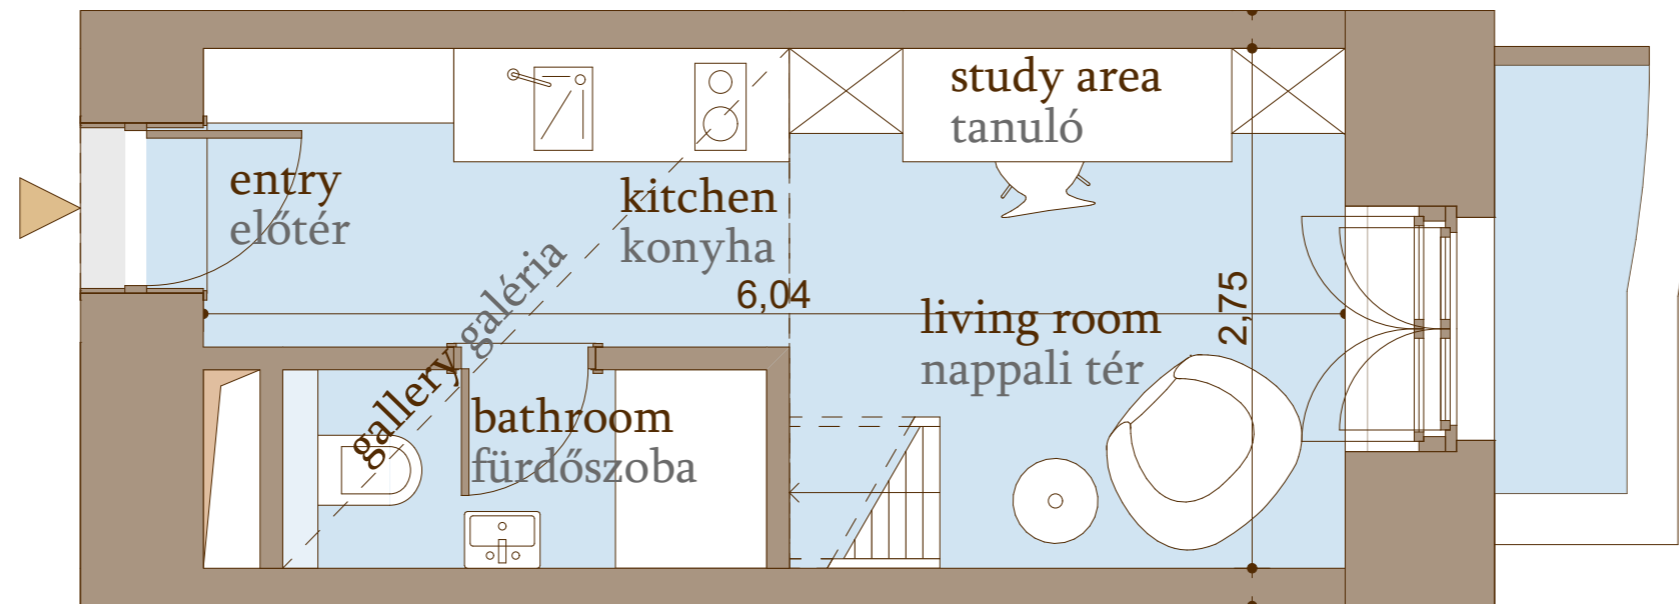 study area
tanuló
entry
előtér
kitchen
konyha
gallery galéria
6,04
2,75
living room
nappali tér
bathroom
fürdőszoba